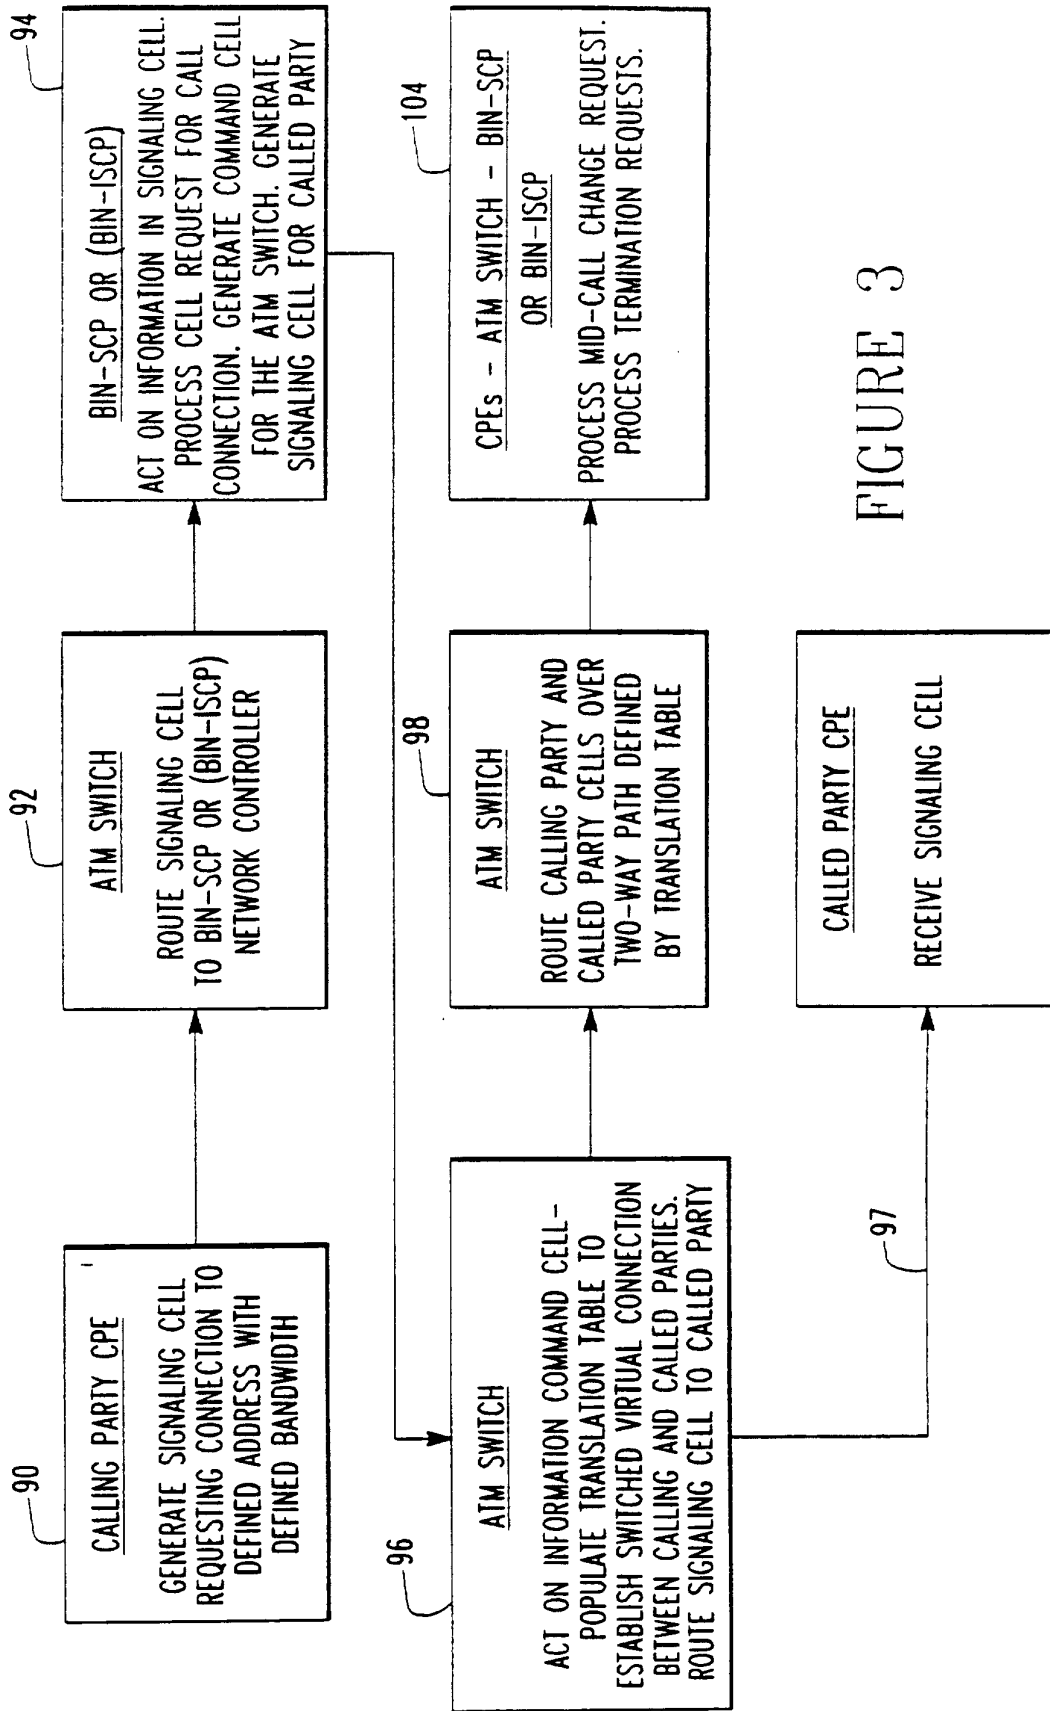 90
CALLING PARTY CPE
GENERATE SIGNALING CELL
REQUESTING CONNECTION TO
DEFINED ADDRESS WITH
DEFINED BANDWIDTH
92
ATM SWITCH
ROUTE SIGNALING CELL
TO BIN-SCP OR (BIN-ISCP)
NETWORK CONTROLLER
94
BIN-SCP OR (BIN-ISCP)
ACT ON INFORMATION IN SIGNALING CELL.
PROCESS CELL REQUEST FOR CALL
CONNECTION. GENERATE COMMAND CELL
FOR THE ATM SWITCH. GENERATE
SIGNALING CELL FOR CALLED PARTY
96
ATM SWITCH
ACT ON INFORMATION COMMAND CELL-
POPULATE TRANSLATION TABLE TO
ESTABLISH SWITCHED VIRTUAL CONNECTION
BETWEEN CALLING AND CALLED PARTIES.
ROUTE SIGNALING CELL TO CALLED PARTY
98
ATM SWITCH
ROUTE CALLING PARTY AND
CALLED PARTY CELLS OVER
TWO-WAY PATH DEFINED
BY TRANSLATION TABLE
104
CPEs - ATM SWITCH - BIN-SCP
OR BIN-ISCP
PROCESS MID-CALL CHANGE REQUEST.
PROCESS TERMINATION REQUESTS.
97
CALLED PARTY CPE
RECEIVE SIGNALING CELL
FIGURE 3